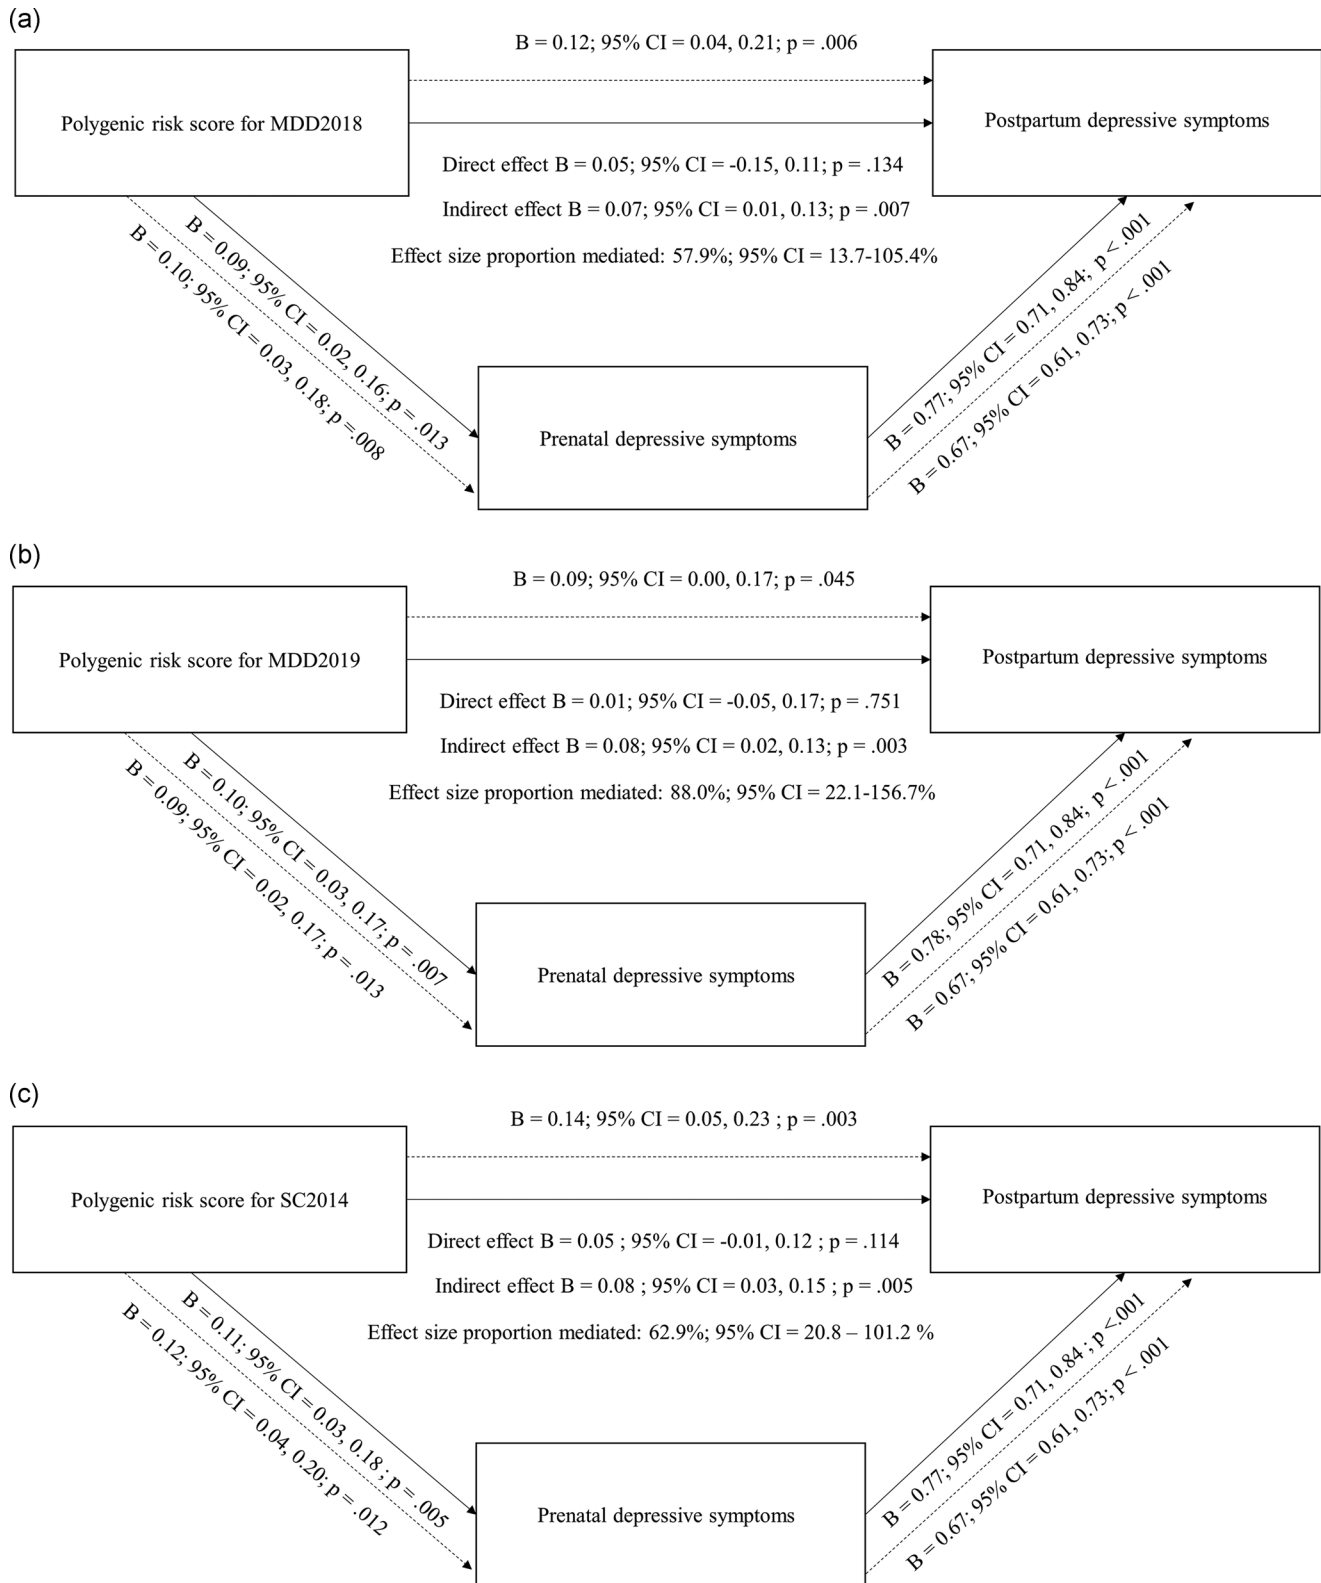 (a)
B = 0.12; 95% CI = 0.04, 0.21; p = .006
Polygenic risk score for MDD2018
Postpartum depressive symptoms
Direct effect B = 0.05; 95% CI = -0.15, 0.11; p = .134
Indirect effect B = 0.07; 95% CI = 0.01, 0.13; p = .007
Effect size proportion mediated: 57.9%; 95% CI = 13.7-105.4%
B = 0.09; 95% CI = 0.02, 0.16; p = .013
B = 0.10; 95% CI = 0.03, 0.18; p =.008
B = 0.77; 95% CI = 0.71, 0.84; p < .001
B = 0.67; 95% CI = 0.61, 0.73; p < .001
Prenatal depressive symptoms
(b)
B = 0.09; 95% CI = 0.00, 0.17; p = .045
Polygenic risk score for MDD2019
Postpartum depressive symptoms
Direct effect B = 0.01; 95% CI = -0.05, 0.17; p = .751
Indirect effect B = 0.08; 95% CI = 0.02, 0.13; p = .003
Effect size proportion mediated: 88.0%; 95% CI = 22.1-156.7%
B = 0.10; 95% CI = 0.03, 0.17; p = .007
B = 0.09; 95% CI = 0.02, 0.17; p = .013
B = 0.78; 95% CI = 0.71, 0.84; p < .001
B = 0.67; 95% CI = 0.61, 0.73; p < .001
Prenatal depressive symptoms
(c)
B = 0.14; 95% CI = 0.05, 0.23 ; p = .003
Polygenic risk score for SC2014
Postpartum depressive symptoms
Direct effect B = 0.05 ; 95% CI = -0.01, 0.12 ; p = .114
Indirect effect B = 0.08 ; 95% CI = 0.03, 0.15 ; p = .005
Effect size proportion mediated: 62.9%; 95% CI = 20.8 – 101.2 %
B = 0.11; 95% CI = 0.03, 0.18 ; p = .005
B = 0.12; 95% CI = 0.04, 0.20; p = .012
B = 0.77; 95% CI = 0.71, 0.84 ; p <.001
B = 0.67; 95% CI = 0.61, 0.73; p < .001
Prenatal depressive symptoms